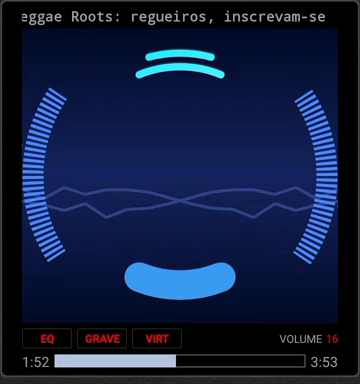 eggae Roots: regueiros, inscrevam-se
EQ GRAVE VIRT VOLUME 16
1:52 3:53